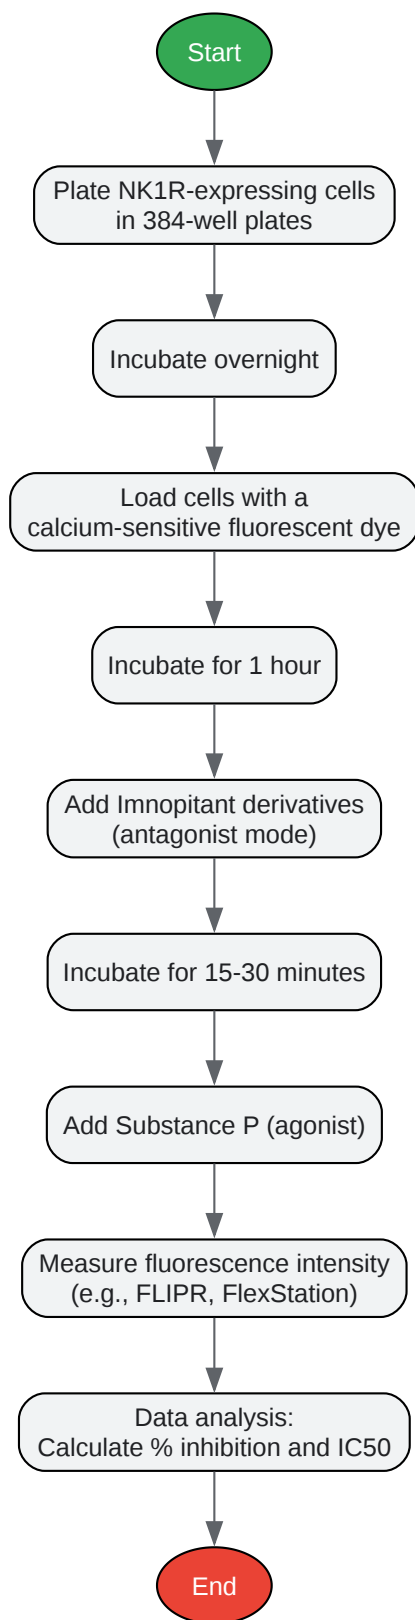 Start
Plate NK1R-expressing cells
in 384-well plates
Incubate overnight
Load cells with a
calcium-sensitive fluorescent dye
Incubate for 1 hour
Add Imnopitant derivatives
(antagonist mode)
Incubate for 15-30 minutes
Add Substance P (agonist)
Measure fluorescence intensity
(e.g., FLIPR, FlexStation)
Data analysis:
Calculate % inhibition and IC50
End